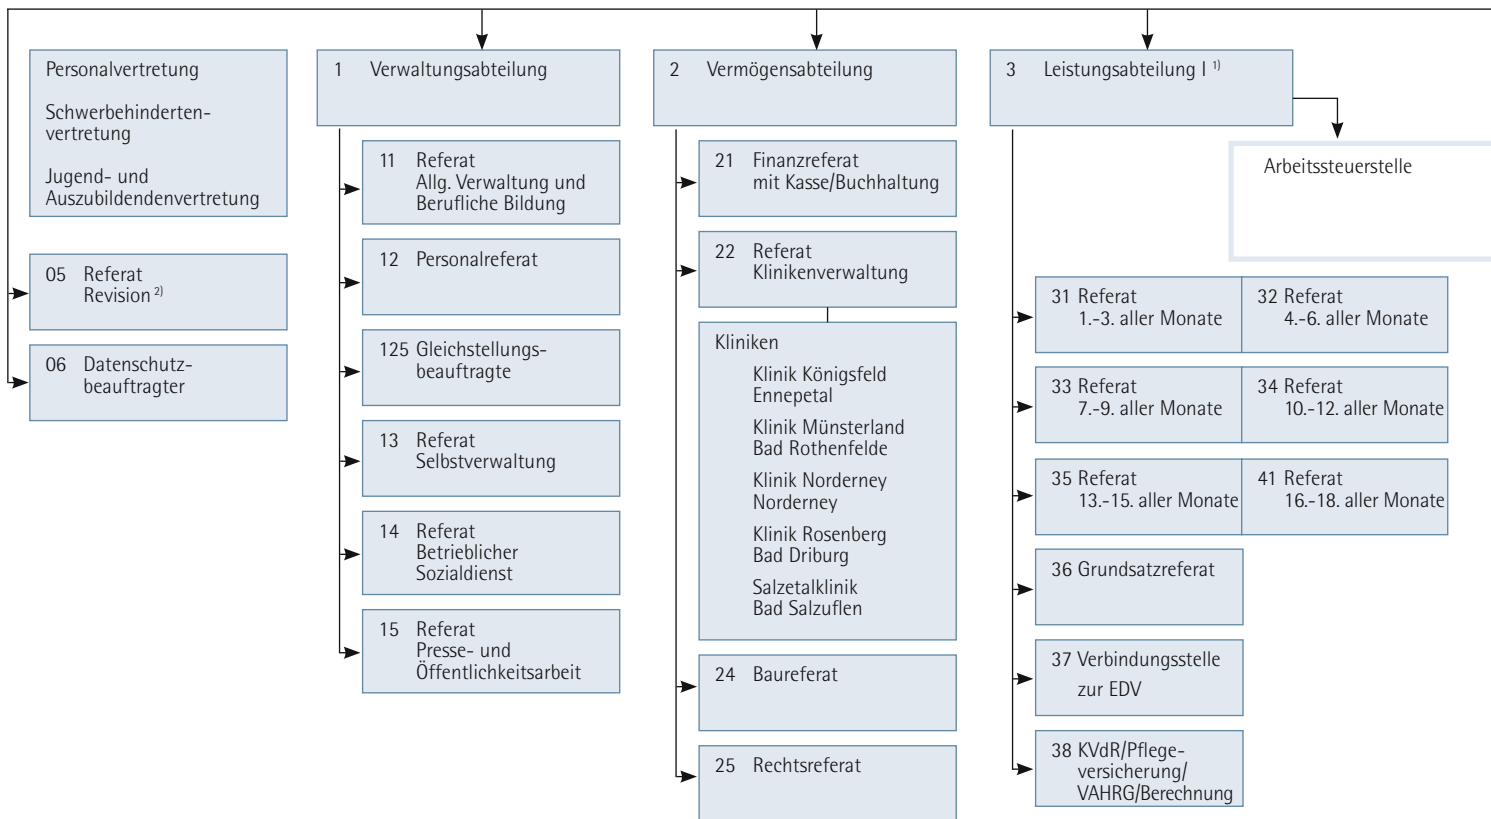 Personalvertretung
Schwerbehinderten-
vertretung
Jugend- und
Auszubildendenvertretung
05 Referat
Revision 2)
06 Datenschutz-
beauftragter
1 Verwaltungsabteilung
11 Referat
Allg. Verwaltung und
Berufliche Bildung
12 Personalreferat
125 Gleichstellungs-
beauftragte
13 Referat
Selbstverwaltung
14 Referat
Betrieblicher
Sozialdienst
15 Referat
Presse- und
Öffentlichkeitsarbeit
2 Vermögensabteilung
21 Finanzreferat
mit Kasse/Buchhaltung
22 Referat
Klinikenverwaltung
Kliniken
Klinik Königsfeld
Ennepetal
Klinik Münsterland
Bad Rothenfelde
Klinik Norderney
Norderney
Klinik Rosenberg
Bad Driburg
Salzetalklinik
Bad Salzuflen
24 Baureferat
25 Rechtsreferat
3 Leistungsabteilung I 1)
Arbeitssteuerstelle
31 Referat
1.-3. aller Monate
32 Referat
4.-6. aller Monate
33 Referat
7.-9. aller Monate
34 Referat
10.-12. aller Monate
35 Referat
13.-15. aller Monate
41 Referat
16.-18. aller Monate
36 Grundsatzreferat
37 Verbindungsstelle
zur EDV
38 KVdR/Pflege-
versicherung/
VAHRG/Berechnung